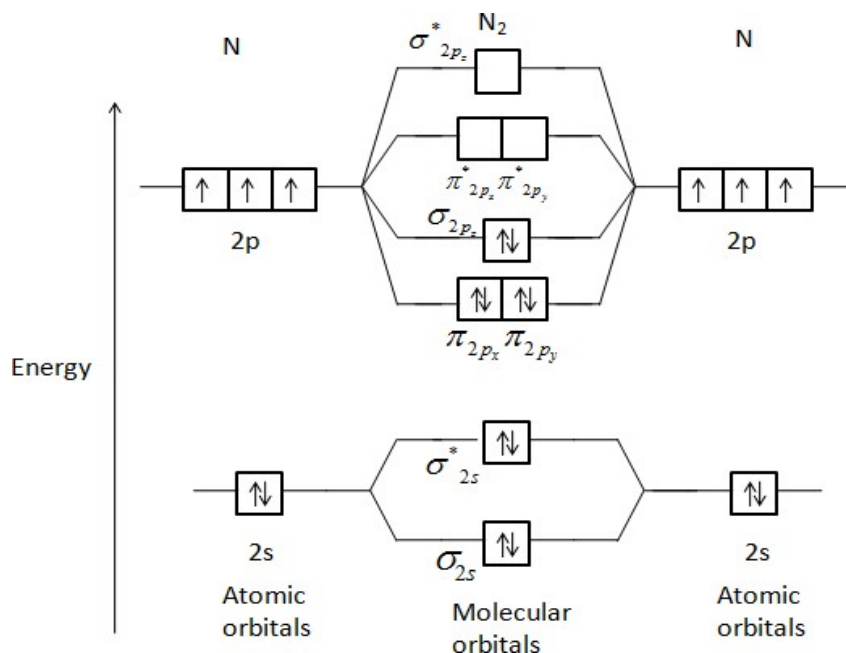 N
N₂
N
σ*₂pz
π*₂pz π*₂py
σ₂pz
2p
2p
π₂pₓ π₂py
Energy
σ*₂s
σ₂s
2s
2s
Atomic
orbitals
Molecular
orbitals
Atomic
orbitals